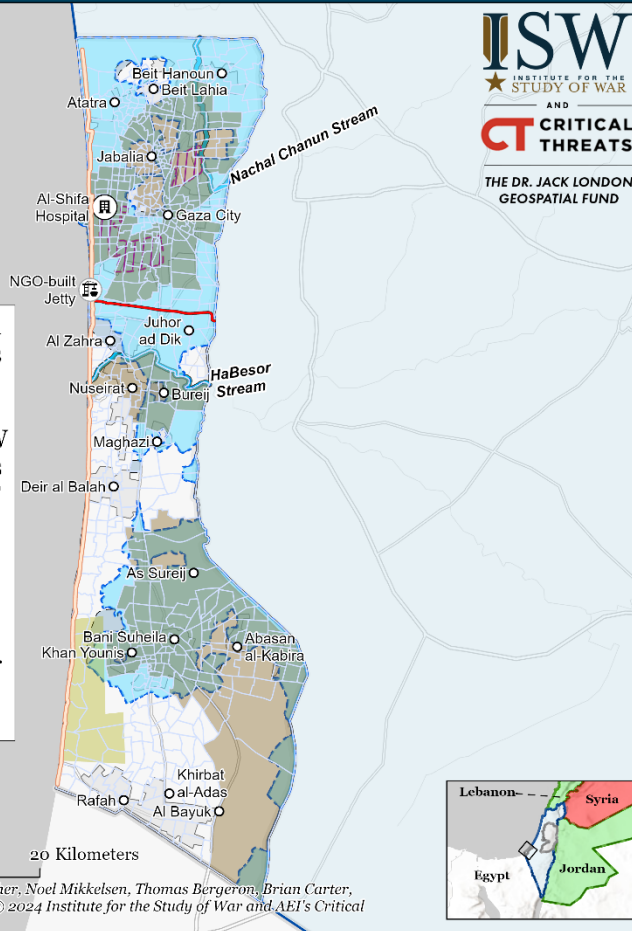 ISW
INSTITUTE FOR THE
STUDY OF WAR
AND
CT CRITICAL
THREATS
THE DR. JACK LONDON
GEOSPATIAL FUND
Beit Hanoun
Beit Lahia
Atatra
Nachal Chanun Stream
Jabalia
Al-Shifa
Hospital
Gaza City
NGO-built
Jetty
Juhor
ad Dik
Al Zahra
HaBesor
Stream
Nuseirat
Bureij
Maghazi
Deir al Balah
As Sureij
Bani Suheila
Abasan
al-Kabira
Khan Younis
Khirbat
al-Adas
Rafah
Al Bayuk
Lebanon
Syria
Egypt
Jordan
20 Kilometers
ner, Noel Mikkelsen, Thomas Bergeron, Brian Carter,
© 2024 Institute for the Study of War and AEI's Critical